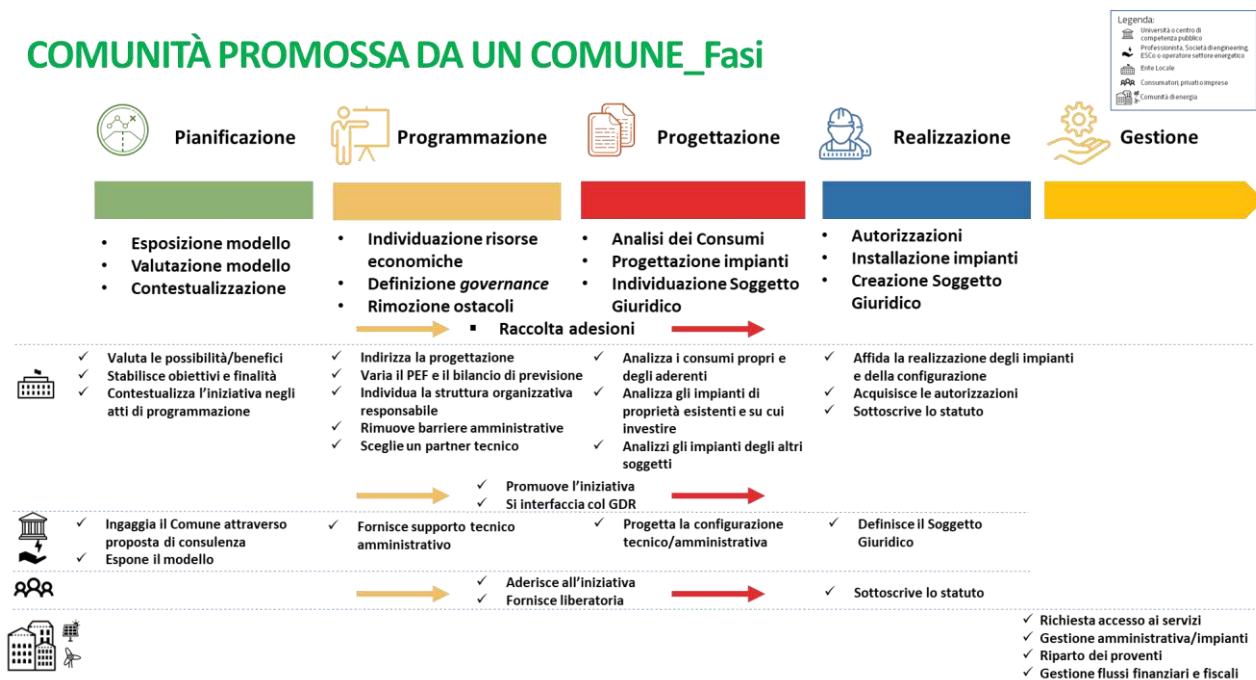 COMUNITÀ PROMOSSA DA UN COMUNE_Fasi
Legenda:
Università o centro di
competenza pubblico
Professionista, Società di engineering,
ESCo o operatore settore energetico
Ente Locale
Consumatori, privati o imprese
Comunità di energia
Pianificazione
Programmazione
Progettazione
Realizzazione
Gestione
• Esposizione modello
• Valutazione modello
• Contestualizzazione
• Individuazione risorse
economiche
• Definizione governance
• Rimozione ostacoli
• Analisi dei Consumi
• Progettazione impianti
• Individuazione Soggetto
Giuridico
• Autorizzazioni
• Installazione impianti
• Creazione Soggetto
Giuridico
▪ Raccolta adesioni
✓ Valuta le possibilità/benefici
✓ Stabilisce obiettivi e finalità
✓ Contestualizza l’iniziativa negli
atti di programmazione
✓ Indirizza la progettazione
✓ Varia il PEF e il bilancio di previsione
✓ Individua la struttura organizzativa
responsabile
✓ Rimuove barriere amministrative
✓ Sceglie un partner tecnico
✓ Analizza i consumi propri e
degli aderenti
✓ Analizza gli impianti di
proprietà esistenti e su cui
investire
✓ Analizzi gli impianti degli altri
soggetti
✓ Affida la realizzazione degli impianti
e della configurazione
✓ Acquisisce le autorizzazioni
✓ Sottoscrive lo statuto
✓ Promuove l’iniziativa
✓ Si interfaccia col GDR
✓ Ingaggia il Comune attraverso
proposta di consulenza
✓ Espone il modello
✓ Fornisce supporto tecnico
amministrativo
✓ Progetta la configurazione
tecnico/amministrativa
✓ Definisce il Soggetto
Giuridico
✓ Aderisce all’iniziativa
✓ Fornisce liberatoria
✓ Sottoscrive lo statuto
✓ Richiesta accesso ai servizi
✓ Gestione amministrativa/impianti
✓ Riparto dei proventi
✓ Gestione flussi finanziari e fiscali